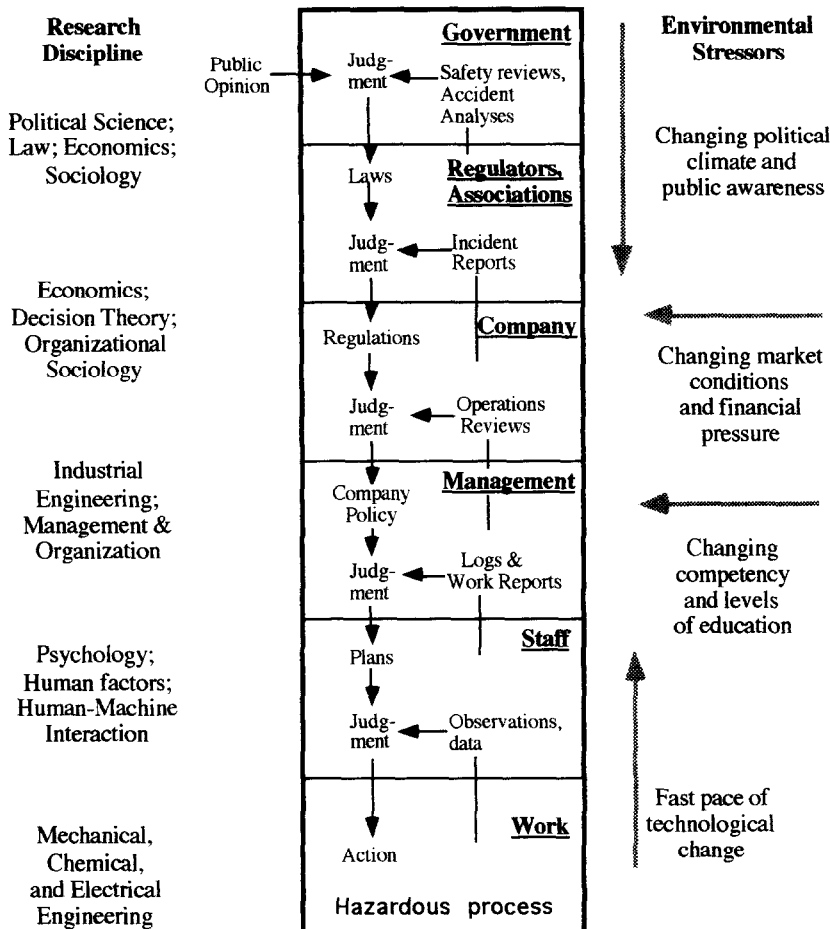 Research
Discipline
Political Science;
Law; Economics;
Sociology
Economics;
Decision Theory;
Organizational
Sociology
Industrial
Engineering;
Management &
Organization
Psychology;
Human factors;
Human-Machine
Interaction
Mechanical,
Chemical,
and Electrical
Engineering
Public
Opinion
Government
Judg-
ment
Safety reviews,
Accident
Analyses
Regulators,
Associations
Laws
Judg-
ment
Incident
Reports
Company
Regulations
Judg-
ment
Operations
Reviews
Management
Company
Policy
Judg-
ment
Logs &
Work Reports
Staff
Plans
Judg-
ment
Observations,
data
Work
Action
Hazardous process
Environmental
Stressors
Changing political
climate and
public awareness
Changing market
conditions
and financial
pressure
Changing
competency
and levels
of education
Fast pace of
technological
change